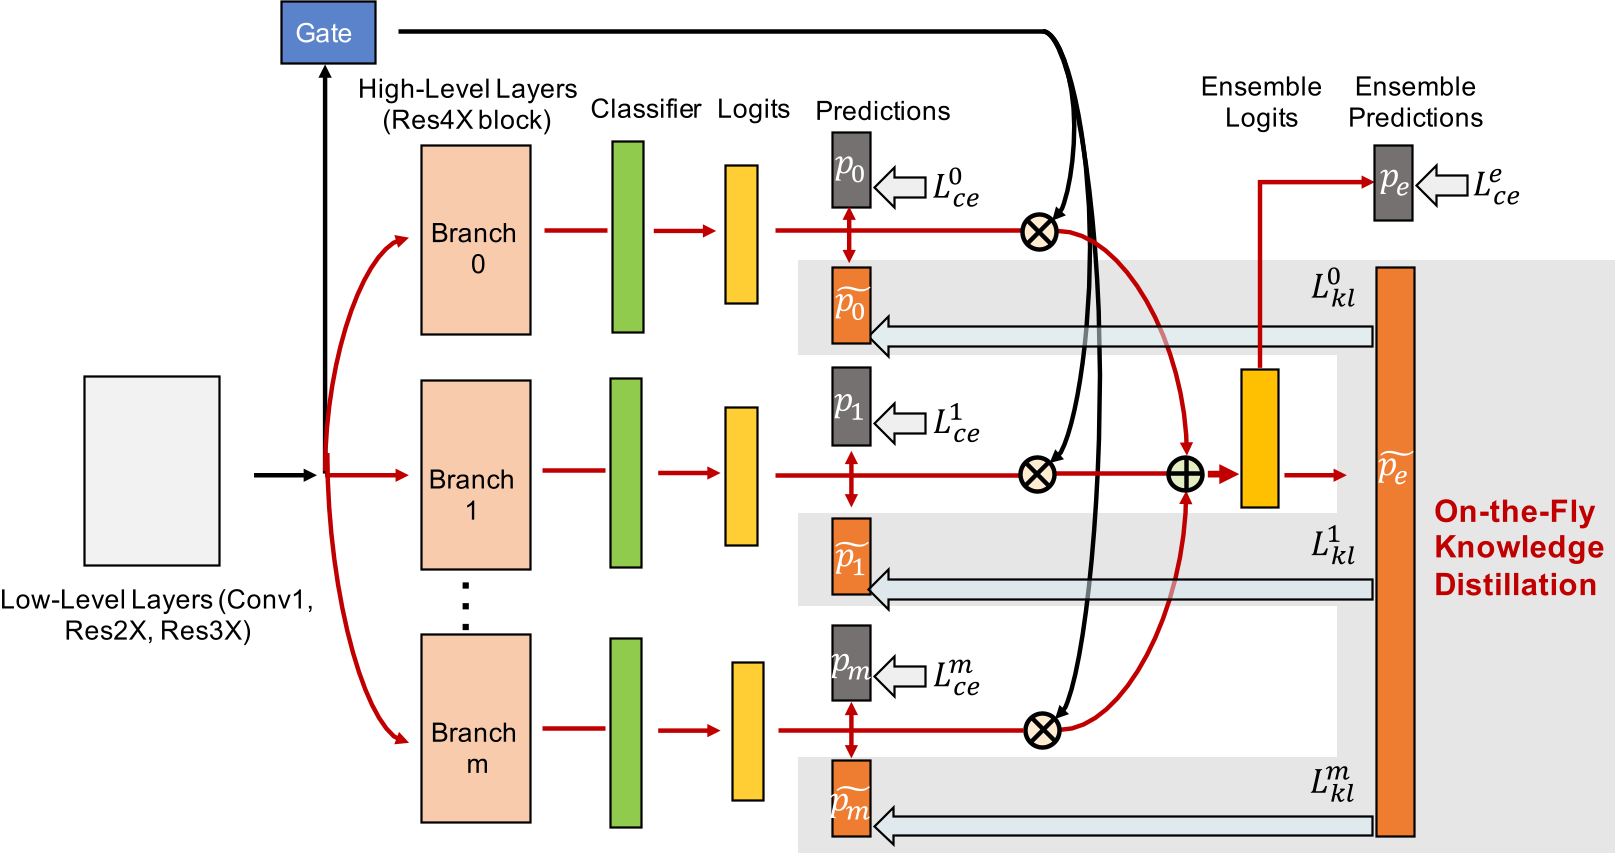 Gate
High-Level Layers
(Res4X block)
Classifier
Logits
Predictions
Ensemble
Logits
Ensemble
Predictions
Branch
0
p_0
L_{ce}^0
p_e
L_{ce}^e
\widetilde{p_0}
L_{kl}^0
Branch
1
p_1
L_{ce}^1
\widetilde{p_e}
On-the-Fly
Knowledge
Distillation
\widetilde{p_1}
L_{kl}^1
Low-Level Layers (Conv1,
Res2X, Res3X)
Branch
m
p_m
L_{ce}^m
\widetilde{p_m}
L_{kl}^m